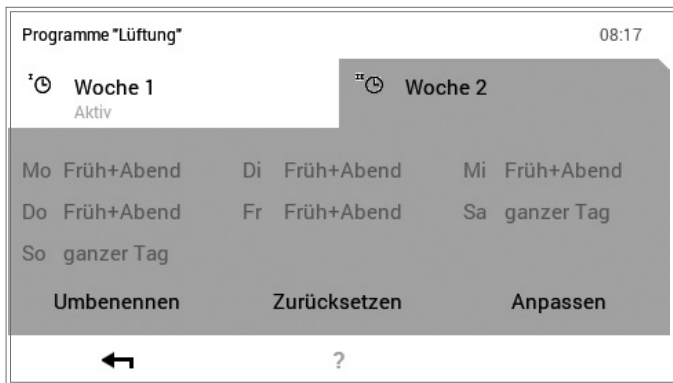 Programme "Lüftung" 08:17
I Woche 1 II Woche 2
Aktiv
Mo Früh+Abend Di Früh+Abend Mi Früh+Abend
Do Früh+Abend Fr Früh+Abend Sa ganzer Tag
So ganzer Tag
Umbenennen Zurücksetzen Anpassen
?